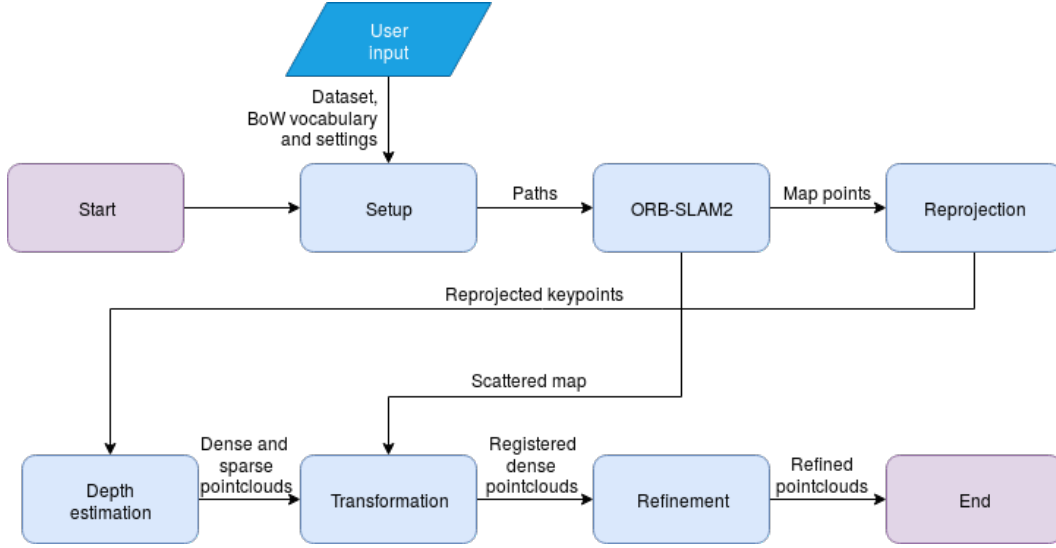 User
input
Dataset,
BoW vocabulary
and settings
Start
Setup
Paths
ORB-SLAM2
Map points
Reprojection
Reprojected keypoints
Scattered map
Depth
estimation
Dense and
sparse
pointclouds
Transformation
Registered
dense
pointclouds
Refinement
Refined
pointclouds
End